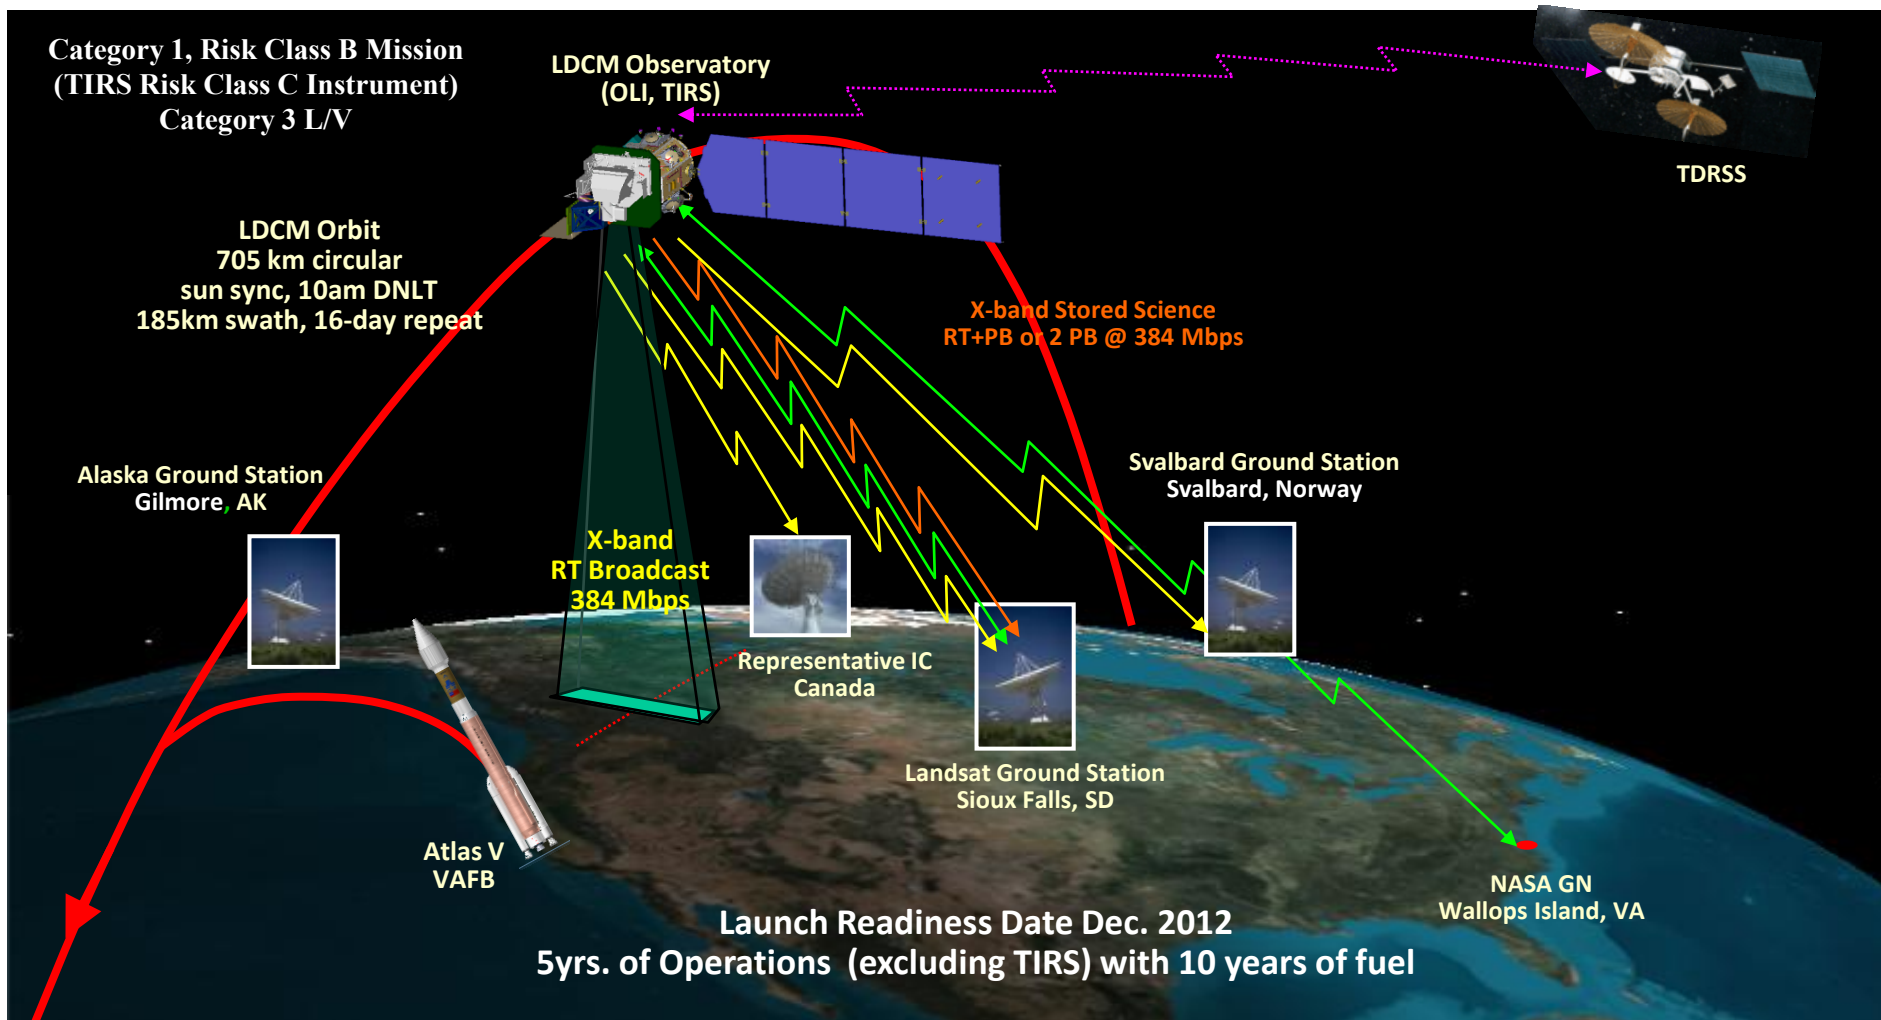 Category 1, Risk Class B Mission
(TIRS Risk Class C Instrument)
Category 3 L/V
LDCM Observatory
(OLI, TIRS)
TDRSS
LDCM Orbit
705 km circular
sun sync, 10am DNLT
185km swath, 16-day repeat
X-band Stored Science
RT+PB or 2 PB @ 384 Mbps
Alaska Ground Station
Gilmore, AK
Svalbard Ground Station
Svalbard, Norway
X-band
RT Broadcast
384 Mbps
Representative IC
Canada
Landsat Ground Station
Sioux Falls, SD
Atlas V
VAFB
NASA GN
Wallops Island, VA
Launch Readiness Date Dec. 2012
5yrs. of Operations (excluding TIRS) with 10 years of fuel